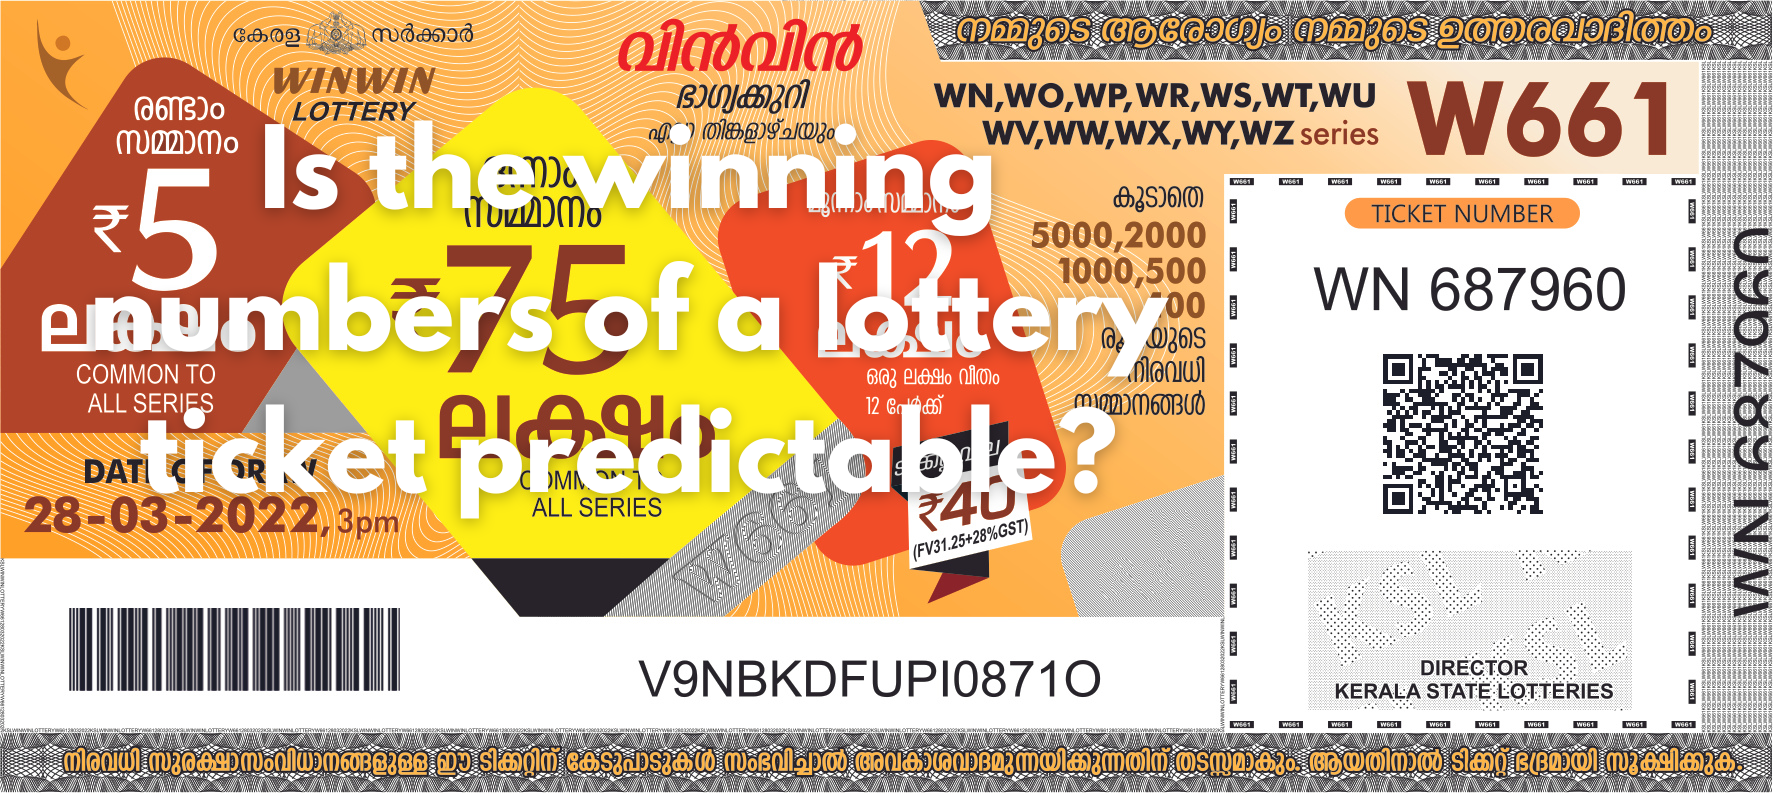 കേരള സർക്കാർ
WINWIN
LOTTERY
വിൻവിൻ
ഭാഗ്യക്കുറി
എല്ലാ തിങ്കളാഴ്ചയും
നമ്മുടെ ആരോഗ്യം നമ്മുടെ ഉത്തരവാദിത്തം
WN,WO,WP,WR,WS,WT,WU
WV,WW,WX,WY,WZ series
W661
രണ്ടാം
സമ്മാനം
₹5
ലക്ഷം
COMMON TO
ALL SERIES
സമ്മാനം
₹75
ലക്ഷം
COMMON TO
ALL SERIES
മൂന്നാം സമ്മാനം
₹12
ലക്ഷം
ഒരു ലക്ഷം വീതം
12 പേർക്ക്
കൂടാതെ
5000,2000
1000,500
നിരവധി
സമ്മാനങ്ങൾ
Is the winning
numbers of a lottery
ticket predictable?
DATE OF DRAW
28-03-2022, 3pm
₹40
(FV31.25+28%GST)
W661
TICKET NUMBER
WN 687960
WN 687960
KSL
KSL
DIRECTOR
KERALA STATE LOTTERIES
V9NBKDFUPI0871O
നിരവധി സുരക്ഷാസംവിധാനങ്ങളുള്ള ഈ ടിക്കറ്റിന് കേടുപാടുകൾ സംഭവിച്ചാൽ അവകാശവാദമുന്നയിക്കുന്നതിന് തടസ്സമാകും. ആയതിനാൽ ടിക്കറ്റ് ഭദ്രമായി സൂക്ഷിക്കുക.